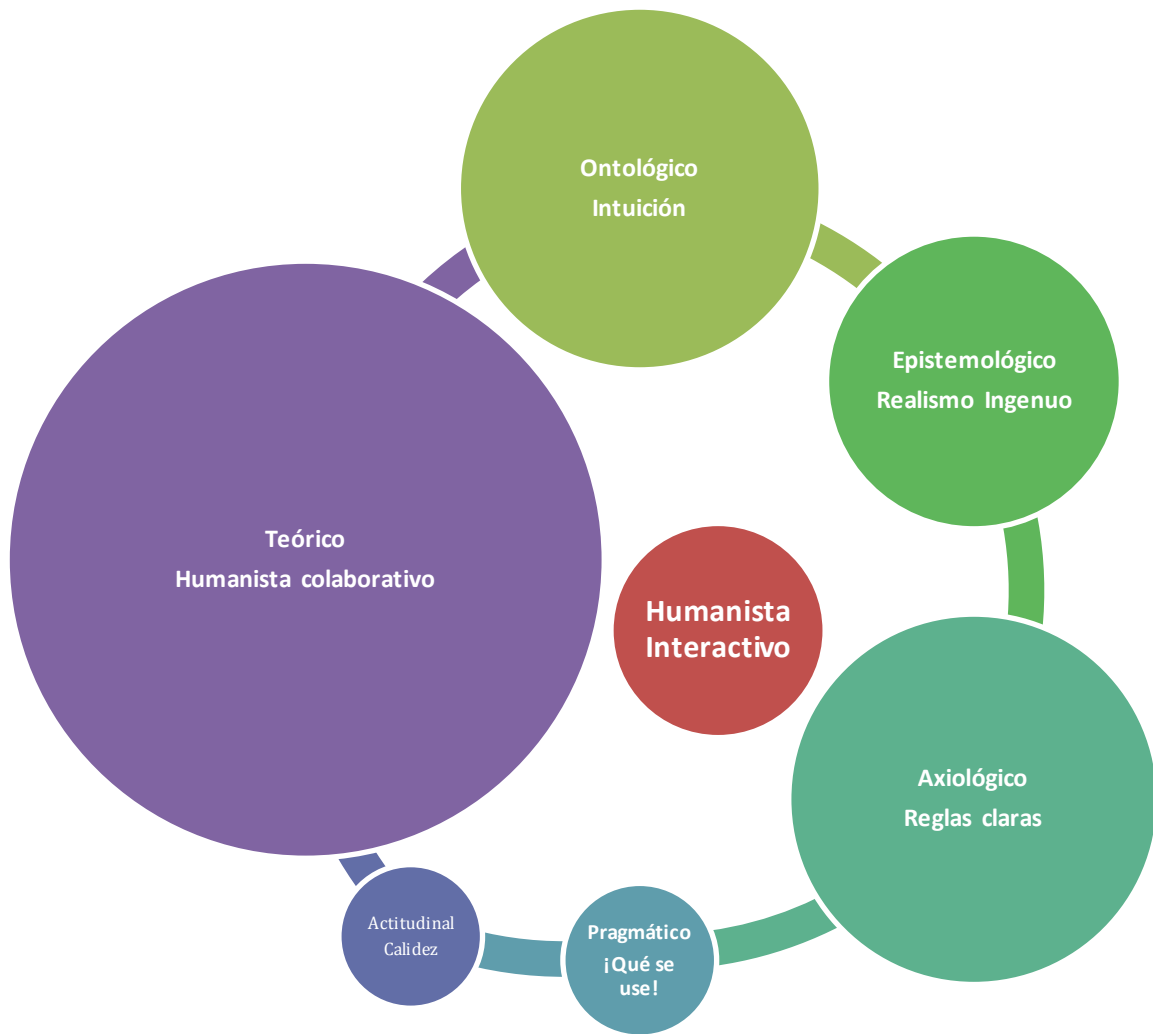 Ontológico
Intuición
Epistemológico
Realismo Ingenuo
Teórico
Humanista colaborativo
Humanista
Interactivo
Axiológico
Reglas claras
Pragmático
¡Qué se
use!
Actitudinal
Calidez